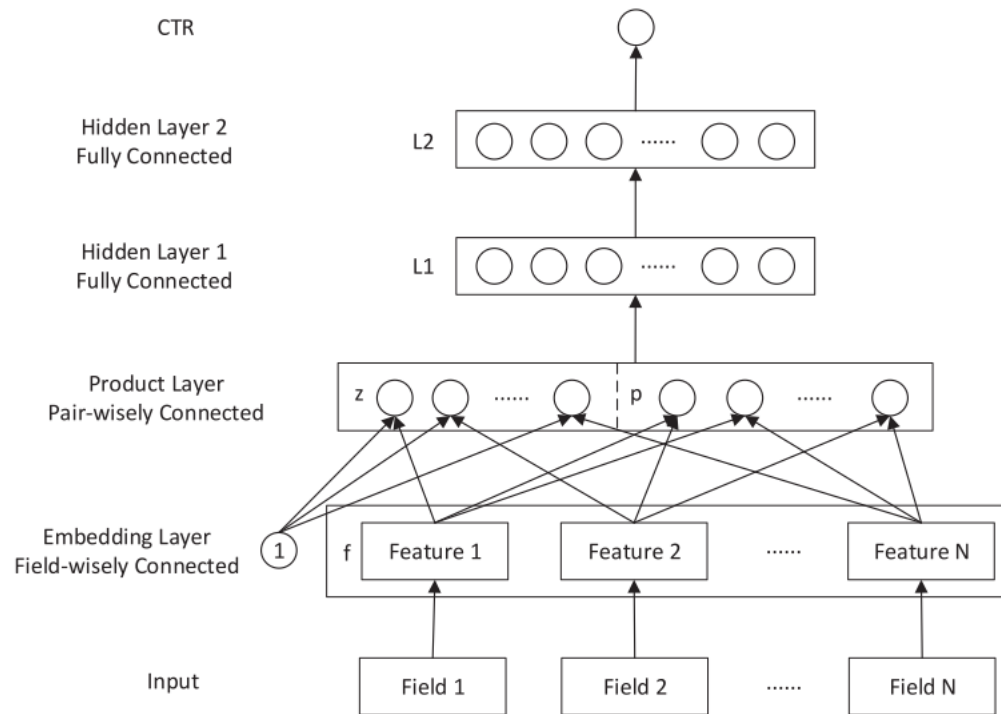 CTR
Hidden Layer 2
Fully Connected
L2
......
Hidden Layer 1
Fully Connected
L1
......
Product Layer
Pair-wisely Connected
z
......
p
......
Embedding Layer
Field-wisely Connected
1
f
Feature 1
Feature 2
......
Feature N
Input
Field 1
Field 2
......
Field N